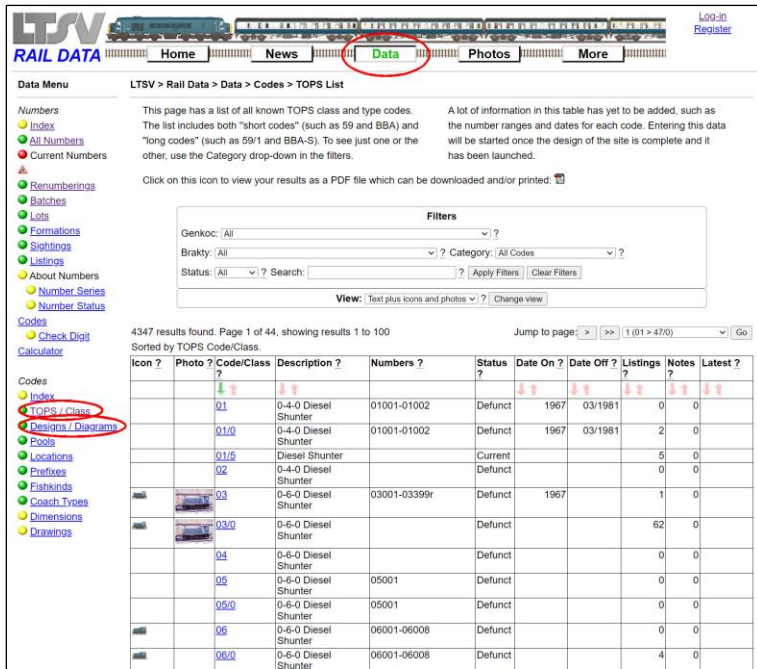 LTSV
RAIL DATA
Home
News
Data
Photos
More
Log-in
Register
Data Menu
Numbers
Index
All Numbers
Current Numbers
Renumberings
Batches
Lots
Formations
Sightings
Listings
About Numbers
Number Series
Number Status
Codes
Check Digit
Calculator
Codes
Index
TOPS / Class
Designs / Diagrams
Pools
Locations
Prefixes
Fishkinds
Coach Types
Dimensions
Drawings
LTSV > Rail Data > Data > Codes > TOPS List
This page has a list of all known TOPS class and type codes.
The list includes both "short codes" (such as 59 and BBA) and
"long codes" (such as 59/1 and BBA-S). To see just one or the
other, use the Category drop-down in the filters.
A lot of information in this table has yet to be added, such as
the number ranges and dates for each code. Entering this data
will be started once the design of the site is complete and it
has been launched.
Click on this icon to view your results as a PDF file which can be downloaded and/or printed:
Filters
Genkoc: All ?
Brakty: All ? Category: All Codes ?
Status: All ? Search: ? Apply Filters Clear Filters
View: Text plus icons and photos ? Change view
4347 results found. Page 1 of 44, showing results 1 to 100
Jump to page: > >> 1 (01 > 47/0) Go
Sorted by TOPS Code/Class.
Icon ? Photo ? Code/Class ? Description ? Numbers ? Status ? Date On ? Date Off ? Listings ? Notes ? Latest ?
01 0-4-0 Diesel Shunter 01001-01002 Defunct 1967 03/1981 0 0
01/0 0-4-0 Diesel Shunter 01001-01002 Defunct 1967 03/1981 2 0
01/5 Diesel Shunter Current 5 0
02 0-4-0 Diesel Shunter Defunct 0 0
03 0-6-0 Diesel Shunter 03001-03399r Defunct 1967 1 0
03/0 0-6-0 Diesel Shunter Defunct 62 0
04 0-6-0 Diesel Shunter Defunct 0 0
05 0-6-0 Diesel Shunter 05001 Defunct 0 0
05/0 0-6-0 Diesel Shunter 05001 Defunct 0 0
06 0-6-0 Diesel Shunter 06001-06008 Defunct 0 0
06/0 0-6-0 Diesel Shunter 06001-06008 Defunct 4 0